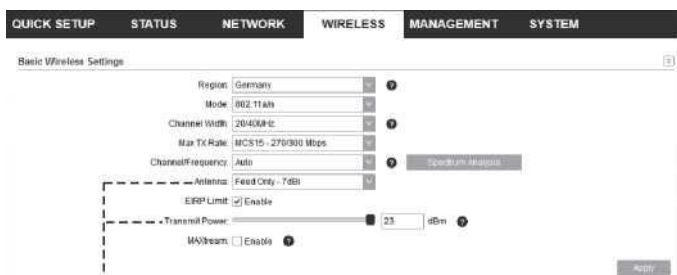 QUICK SETUP STATUS NETWORK WIRELESS MANAGEMENT SYSTEM
Basic Wireless Settings
Region: Germany
Mode: 802.11a/n
Channel Width: 20/40MHz
Max TX Rate: MCS15 - 270/300 Mbps
Channel/Frequency: Auto Spectrum Analysis
Antenna: Feed Only - 7dBi
EIRP Limit: Enable
Transmit Power: 23 dBm
MAXtream: Enable
Apply